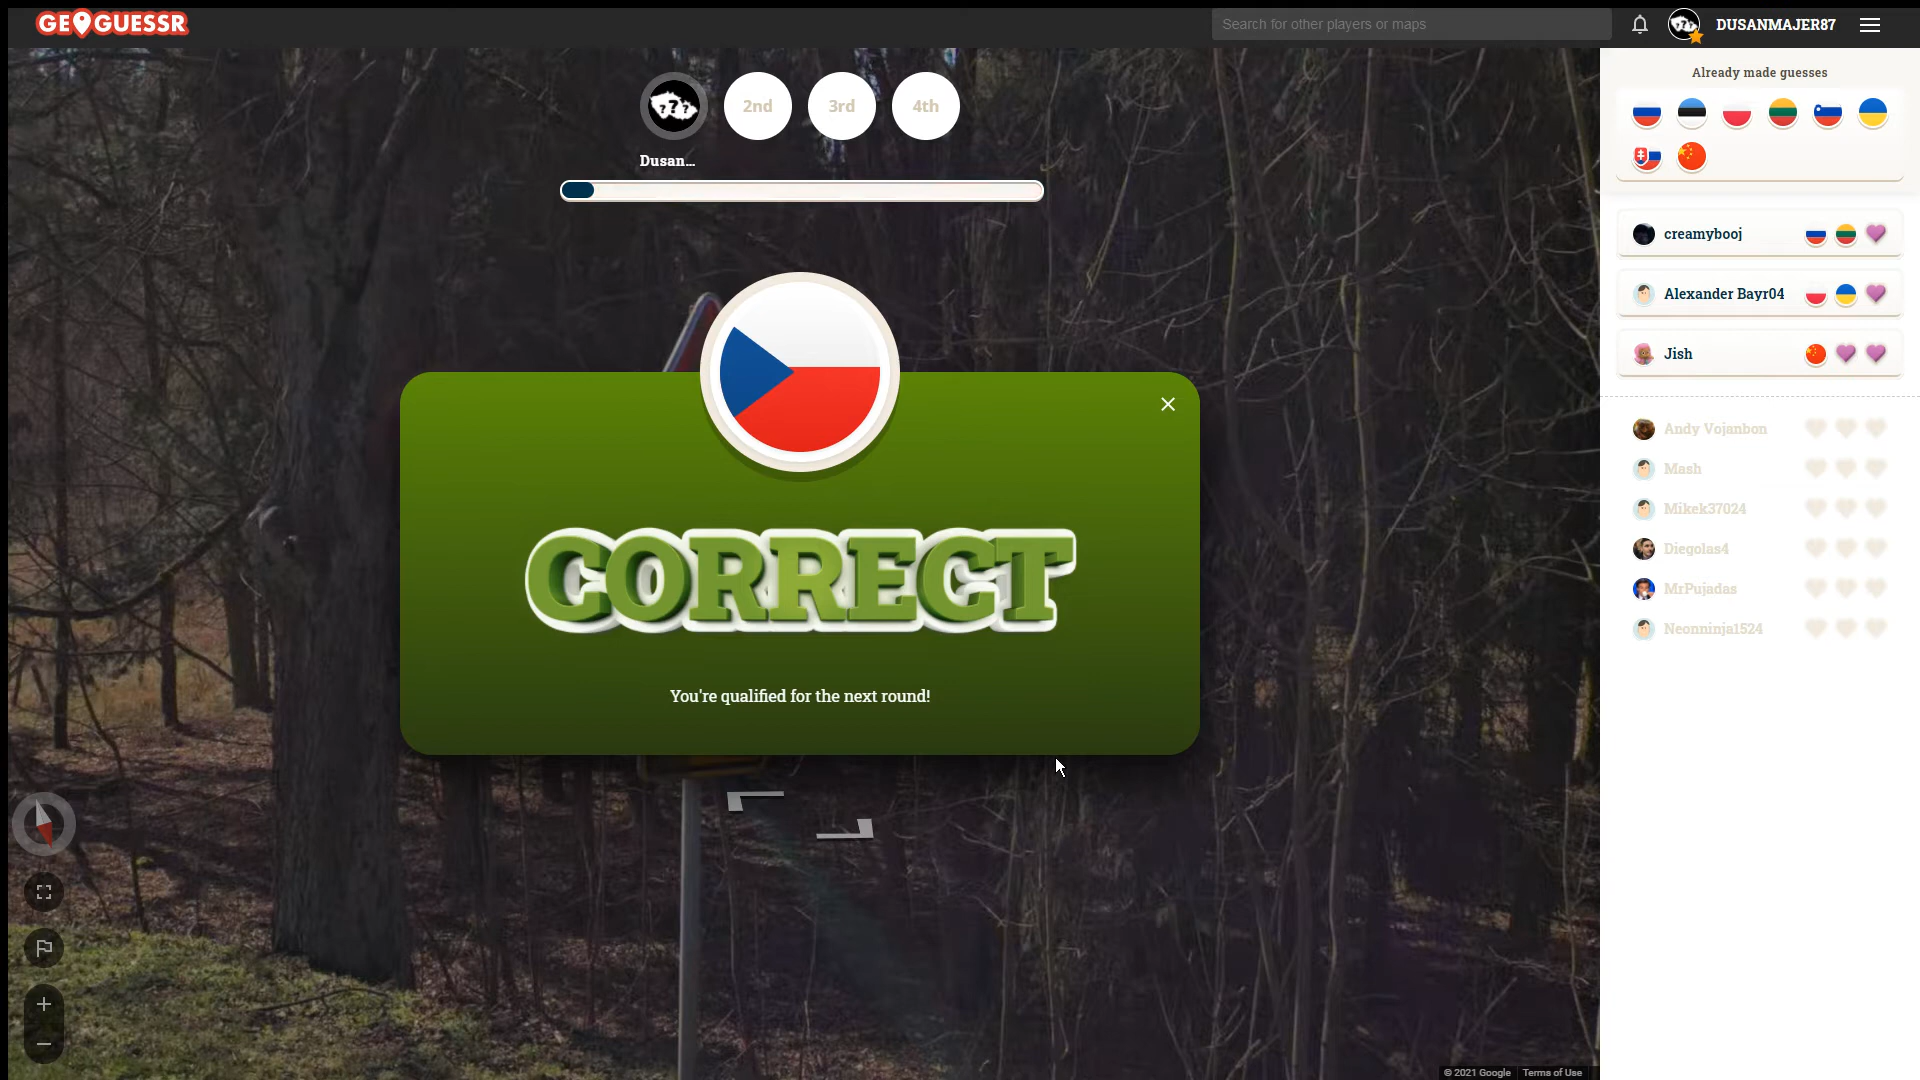 GEOGUESSR
Search for other players or maps
DUSANMAJER87
2nd
3rd
4th
Dusan...
Already made guesses
creamybooj
Alexander Bayr04
Jish
Andy Vojanbon
Mash
Mikek37024
Diegolas4
MrPujadas
Neonninja1524
CORRECT
You're qualified for the next round!
© 2021 Google
Terms of Use